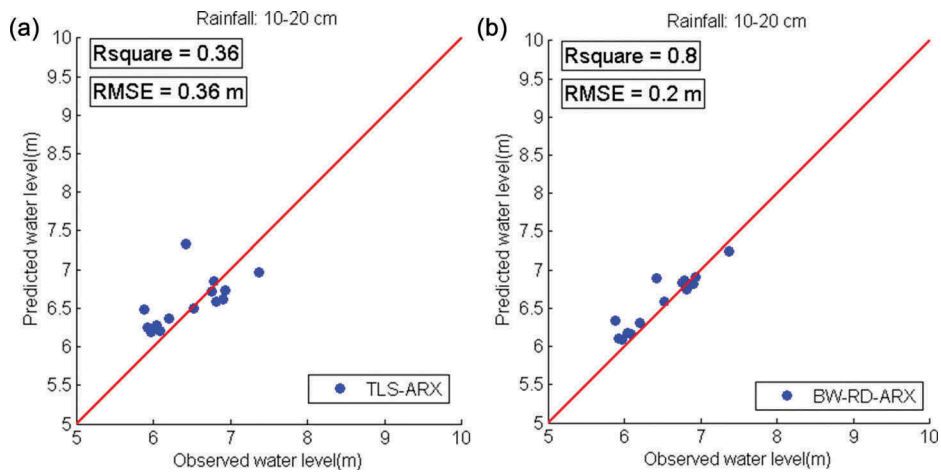 (a)
Rainfall: 10-20 cm
Rsquare = 0.36
RMSE = 0.36 m
Predicted water level(m)
10
9.5
9
8.5
8
7.5
7
6.5
6
5.5
5
TLS-ARX
5 6 7 8 9 10
Observed water level(m)
(b)
Rainfall: 10-20 cm
Rsquare = 0.8
RMSE = 0.2 m
Predicted water level(m)
10
9.5
9
8.5
8
7.5
7
6.5
6
5.5
5
BW-RD-ARX
5 6 7 8 9 10
Observed water level(m)